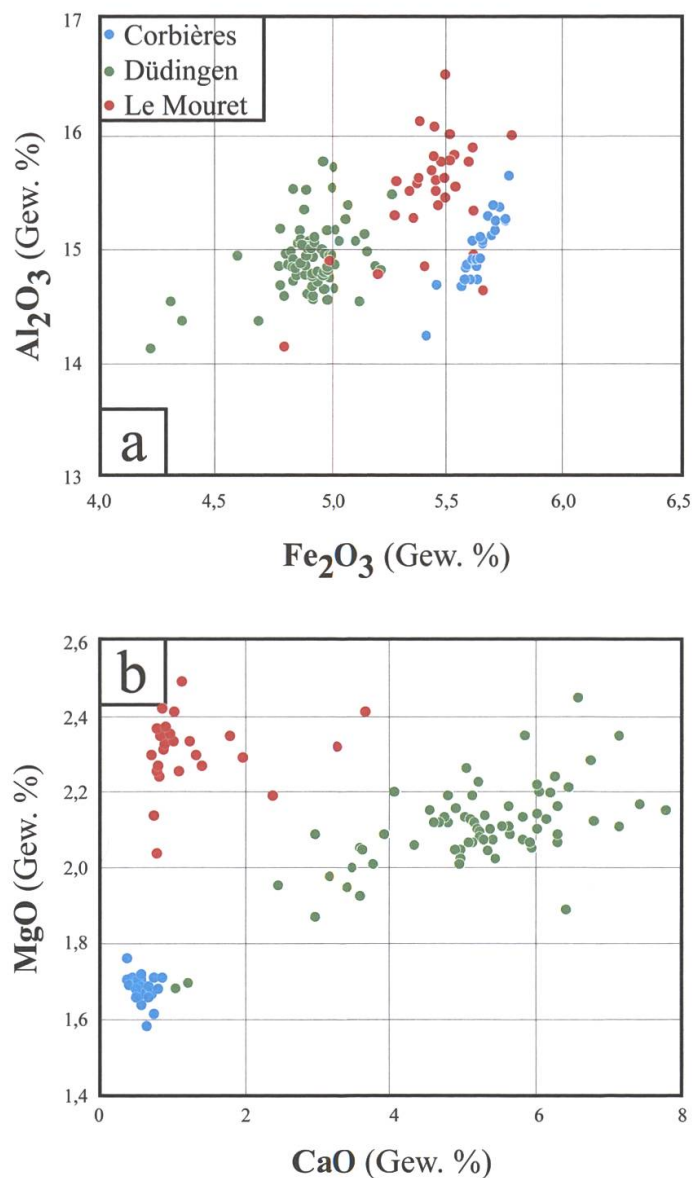 17
Corbières
Düdingen
Le Mouret
16
15
14
13
Al2O3 (Gew. %)
a
4,0 4,5 5,0 5,5 6,0 6,5
Fe2O3 (Gew. %)
2,6
b
2,4
2,2
2,0
1,8
1,6
1,4
MgO (Gew. %)
0 2 4 6 8
CaO (Gew. %)